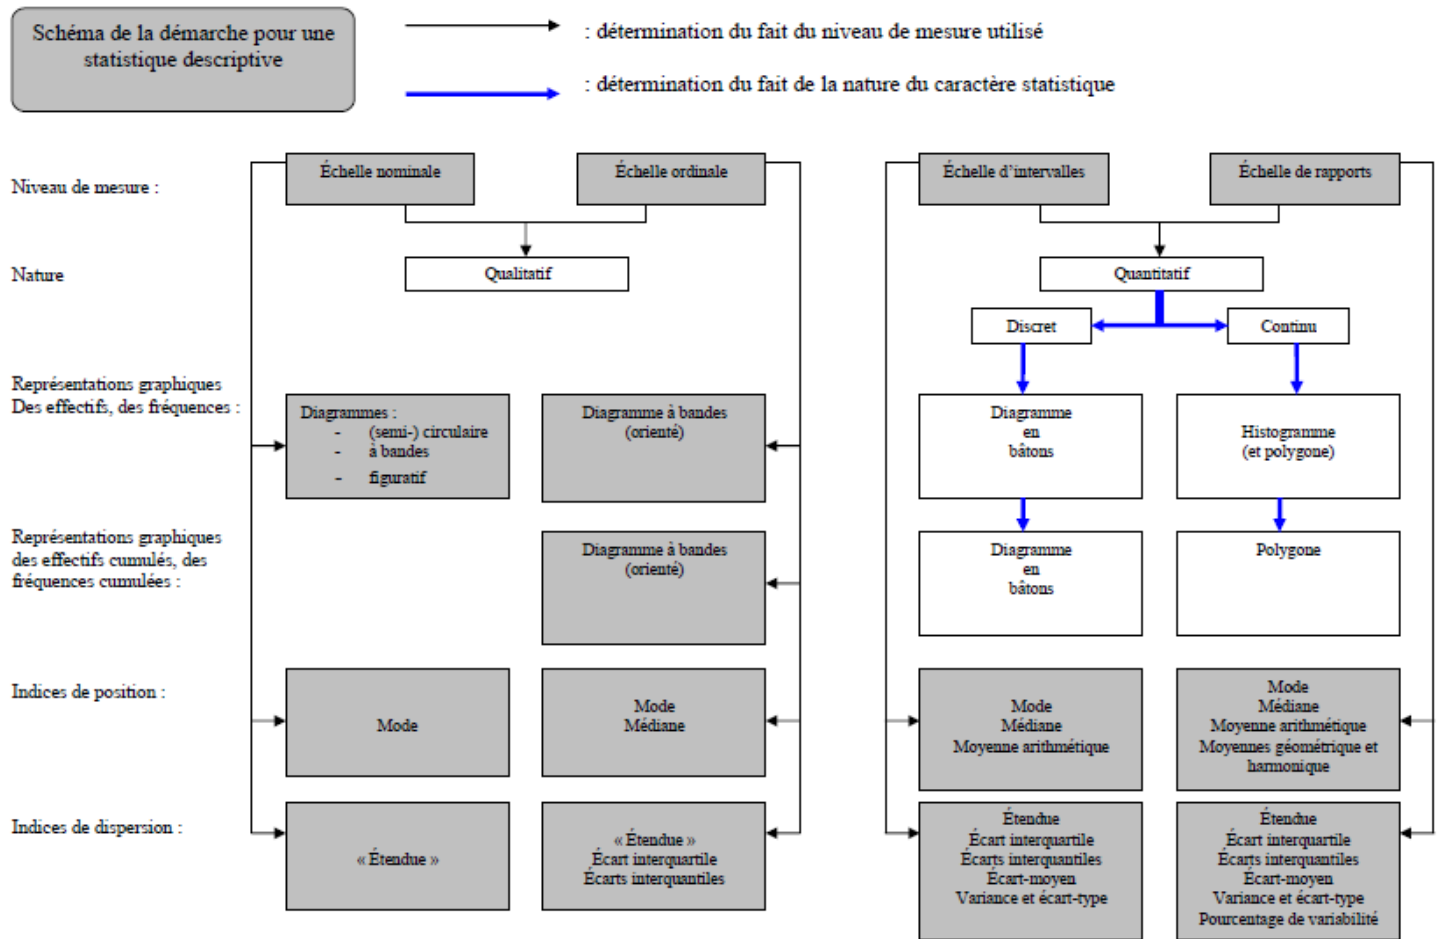 Schéma de la démarche pour une
statistique descriptive
: détermination du fait du niveau de mesure utilisé
: détermination du fait de la nature du caractère statistique
Niveau de mesure :
Échelle nominale
Échelle ordinale
Échelle d'intervalles
Échelle de rapports
Nature
Qualitatif
Quantitatif
Discret
Continu
Représentations graphiques
Des effectifs, des fréquences :
Diagrammes :
- (semi-) circulaire
- à bandes
- figuratif
Diagramme à bandes
(orienté)
Diagramme
en
bâtons
Histogramme
(et polygone)
Représentations graphiques
des effectifs cumulés, des
fréquences cumulées :
Diagramme à bandes
(orienté)
Diagramme
en
bâtons
Polygone
Indices de position :
Mode
Mode
Médiane
Mode
Médiane
Moyenne arithmétique
Mode
Médiane
Moyenne arithmétique
Moyennes géométrique et
harmonique
Indices de dispersion :
« Étendue »
« Étendue »
Écart interquartile
Écarts interquantiles
Étendue
Écart interquartile
Écarts interquantiles
Écart-moyen
Variance et écart-type
Étendue
Écart interquartile
Écarts interquantiles
Écart-moyen
Variance et écart-type
Pourcentage de variabilité